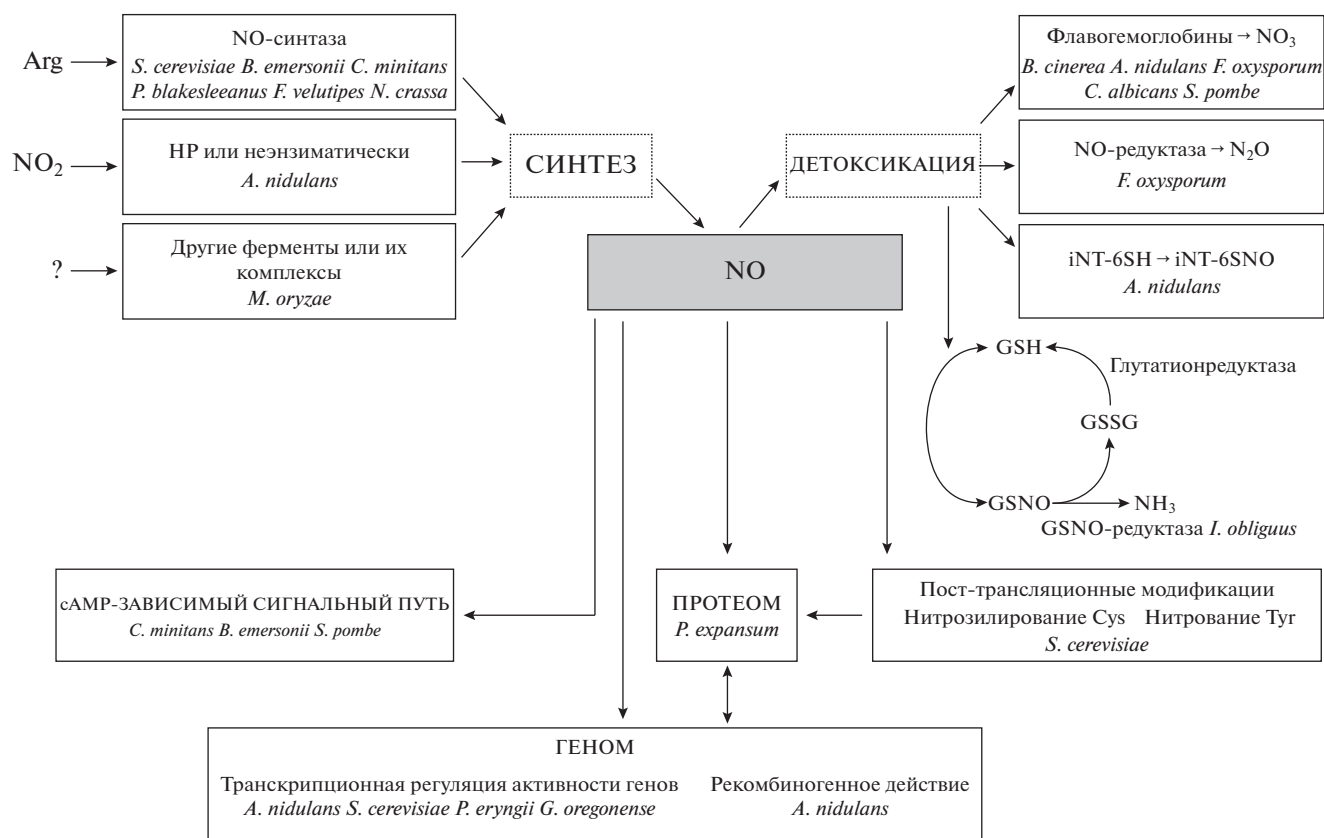 Arg
NO-синтаза
S. cerevisiae B. emersonii C. minitans
P. blakesleeanus F. velutipes N. crassa
NO₂
НР или неэнзиматически
A. nidulans
?
Другие ферменты или их
комплексы
M. oryzae
СИНТЕЗ
ДЕТОКСИКАЦИЯ
NO
Флавогемоглобины → NO₃
B. cinerea A. nidulans F. oxysporum
C. albicans S. pombe
NO-редуктаза → N₂O
F. oxysporum
iNT-6SH → iNT-6SNO
A. nidulans
GSH
Глутатионредуктаза
GSSG
GSNO
NH₃
GSNO-редуктаза I. obliguus
cAMP-ЗАВИСИМЫЙ СИГНАЛЬНЫЙ ПУТЬ
C. minitans B. emersonii S. pombe
ПРОТЕОМ
P. expansum
Пост-трансляционные модификации
Нитрозилирование Cys Нитрование Tyr
S. cerevisiae
ГЕНОМ
Транскрипционная регуляция активности генов
A. nidulans S. cerevisiae P. eryngii G. oregonense
Рекомбиногенное действие
A. nidulans